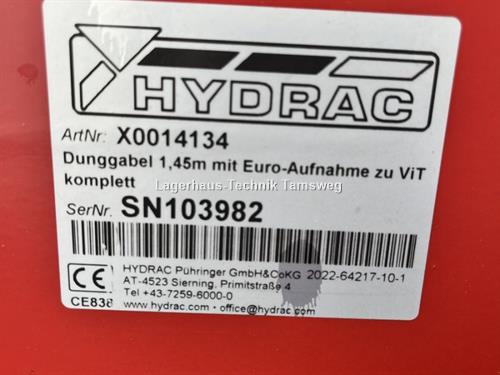 HYDRAC
ArtNr: X0014134
Dunggabel 1,45m mit Euro-Aufnahme zu ViT
komplett
Lagerhaus-Technik Tamsweg
SerNr. SN103982
CE
HYDRAC Pühringer GmbH&CoKG 2022-64217-10-1
AT-4523 Sierning, Primitstraße 4
Tel +43-7259-6000-0
CE838
www.hydrac.com • office@hydrac.com